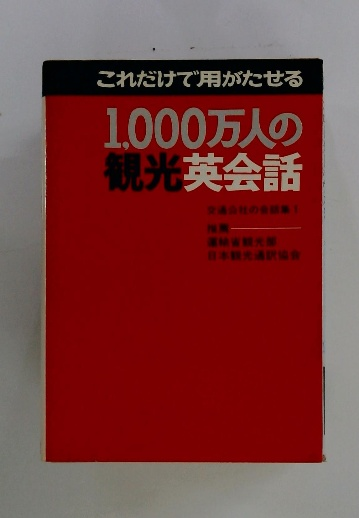 これだけで用がたせる
1,000万人の
観光英会話
交通公社の会話集1
推薦
運輸省観光部
日本観光通訳協会